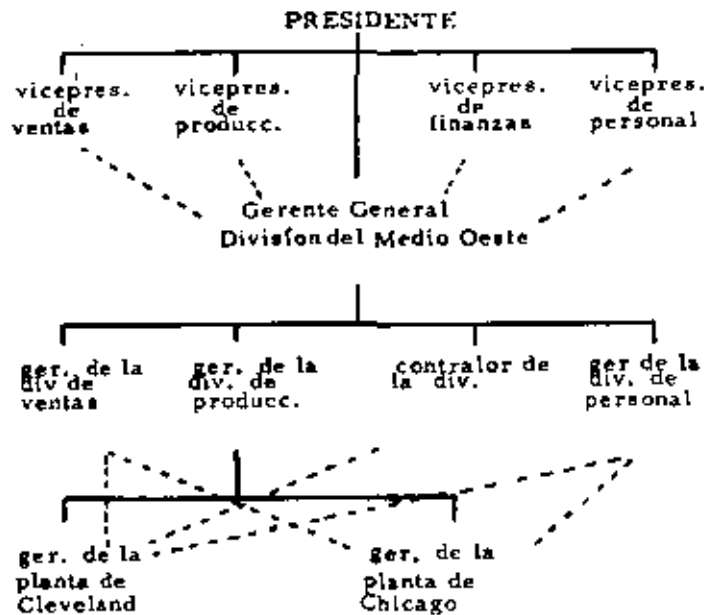 PRESIDENTE
vicepres.
de
ventas
vicepres.
de
producc.
vicepres.
de
finanzas
vicepres.
de
personal
Gerente General
Division del Medio Oeste
ger. de la
div de
ventas
ger. de la
div. de
producc.
contralor de
la div.
ger de la
div. de
personal
ger. de la
planta de
Cleveland
ger. de la
planta de
Chicago